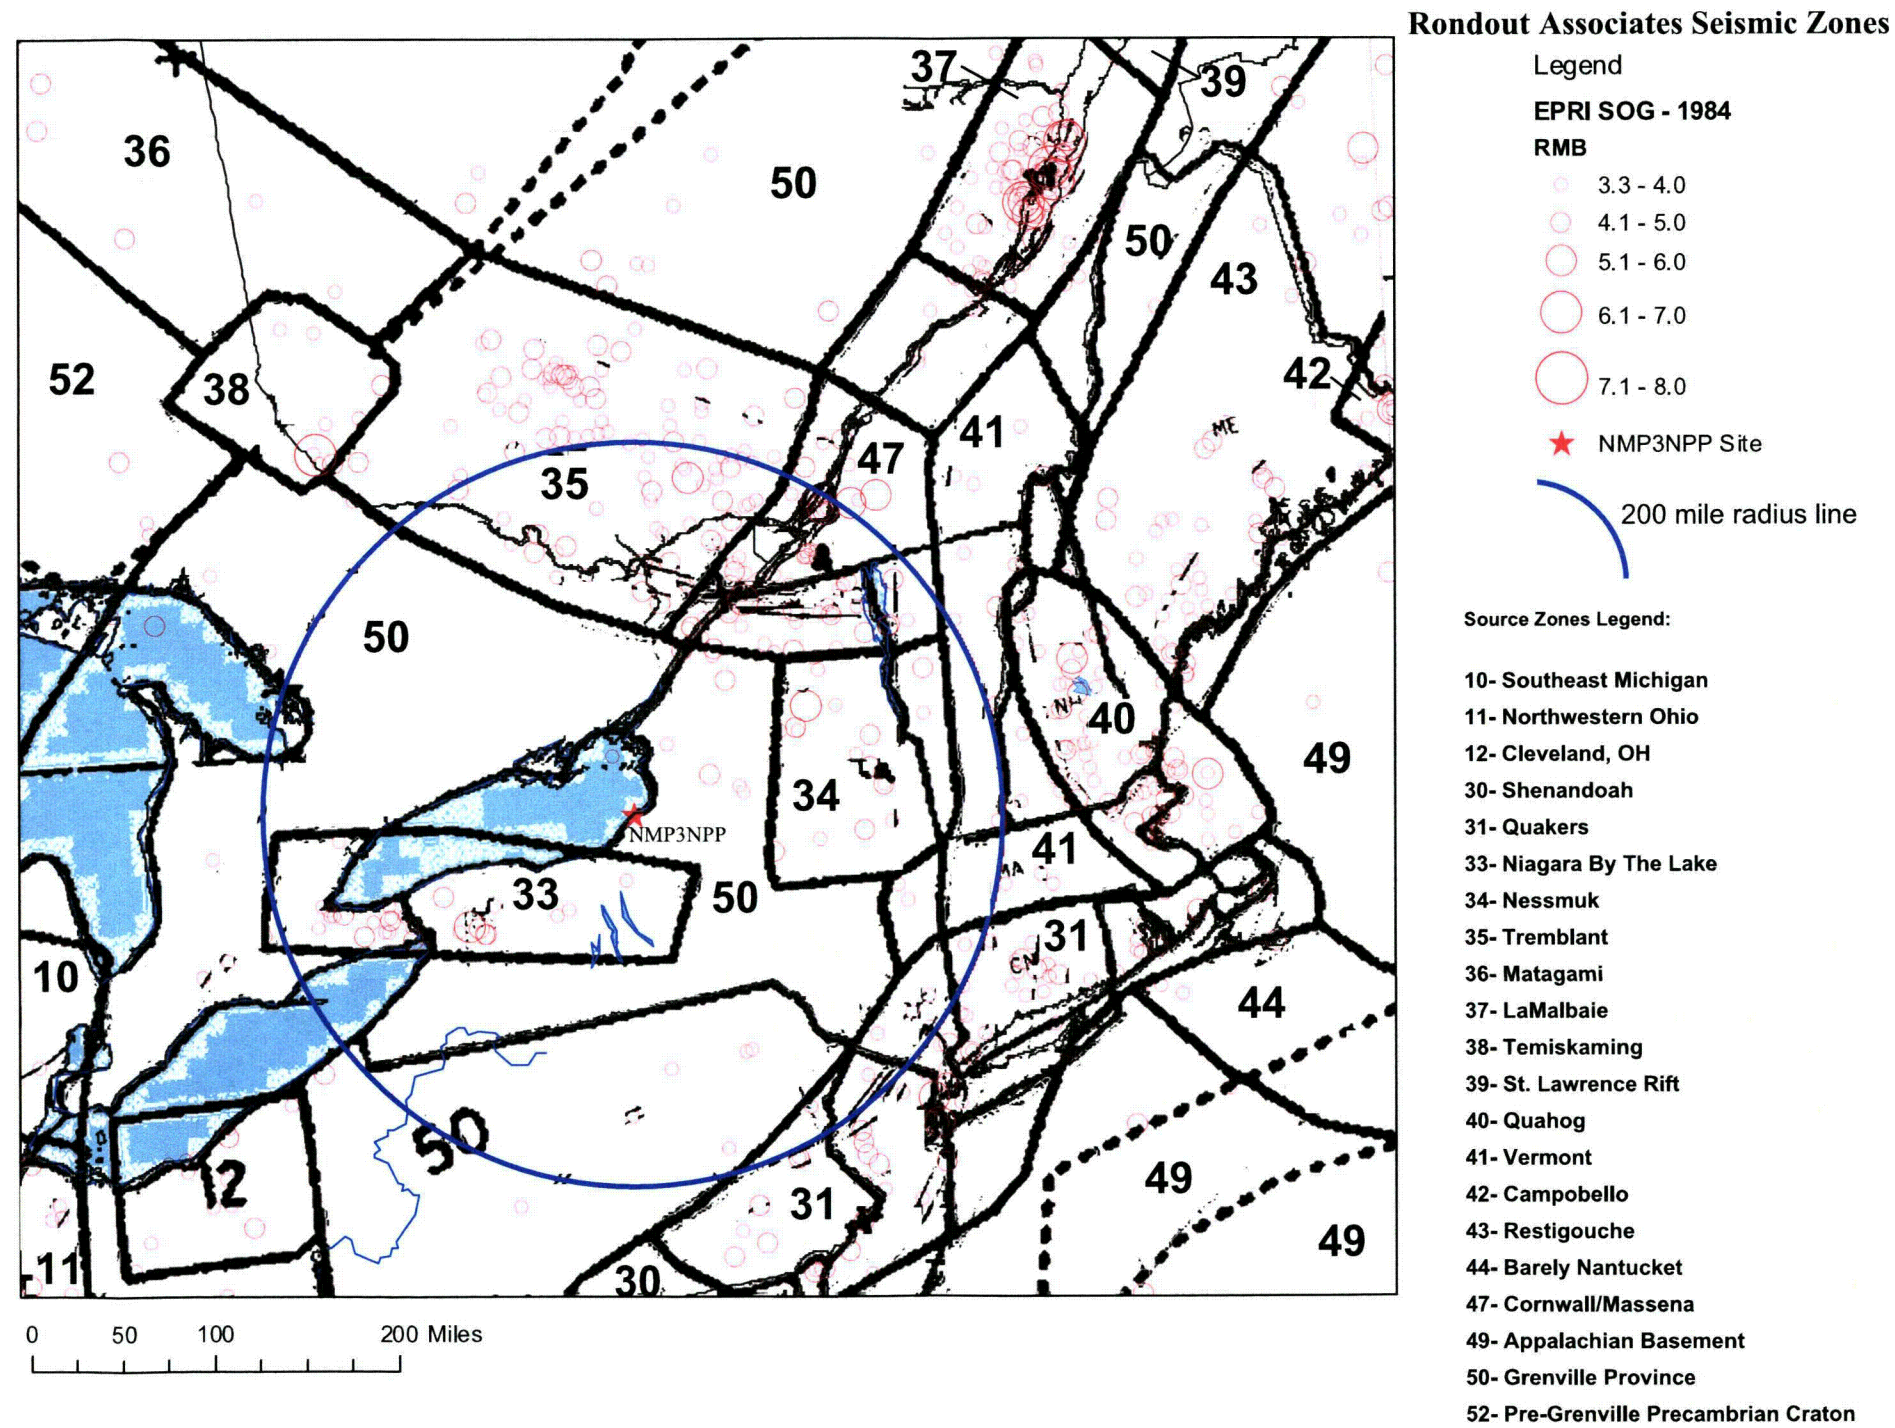 Rondout Associates Seismic Zones
Legend
EPRI SOG - 1984
RMB
3.3 - 4.0
4.1 - 5.0
5.1 - 6.0
6.1 - 7.0
7.1 - 8.0
NMP3NPP Site
200 mile radius line
Source Zones Legend:
10- Southeast Michigan
11- Northwestern Ohio
12- Cleveland, OH
30- Shenandoah
31- Quakers
33- Niagara By The Lake
34- Nessmuk
35- Tremblant
36- Matagami
37- LaMalbaie
38- Temiskaming
39- St. Lawrence Rift
40- Quahog
41- Vermont
42- Campobello
43- Restigouche
44- Barely Nantucket
47- Cornwall/Massena
49- Appalachian Basement
50- Grenville Province
52- Pre-Grenville Precambrian Craton
37
39
36
50
50
43
52
38
42
41
47
35
ME
50
NH
40
49
34
NMP3NPP
41
MA
33
50
31
10
44
50
12
49
31
49
11
30
0 50 100 200 Miles